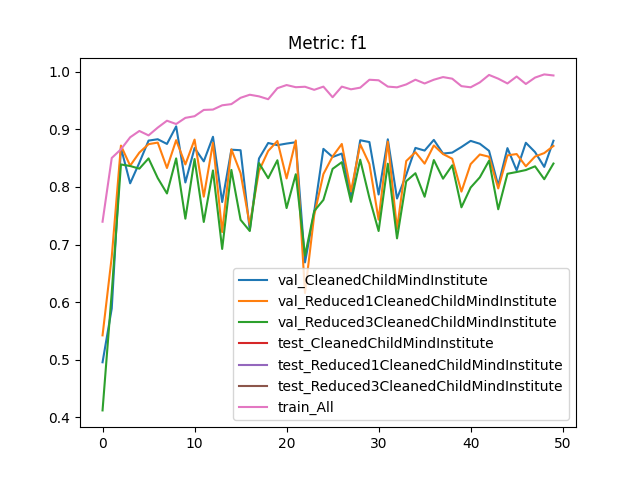 Metric: f1
1.0
0.9
0.8
0.7
0.6
0.5
0.4
0
10
20
30
40
50
val_CleanedChildMindInstitute
val_Reduced1CleanedChildMindInstitute
val_Reduced3CleanedChildMindInstitute
test_CleanedChildMindInstitute
test_Reduced1CleanedChildMindInstitute
test_Reduced3CleanedChildMindInstitute
train_All